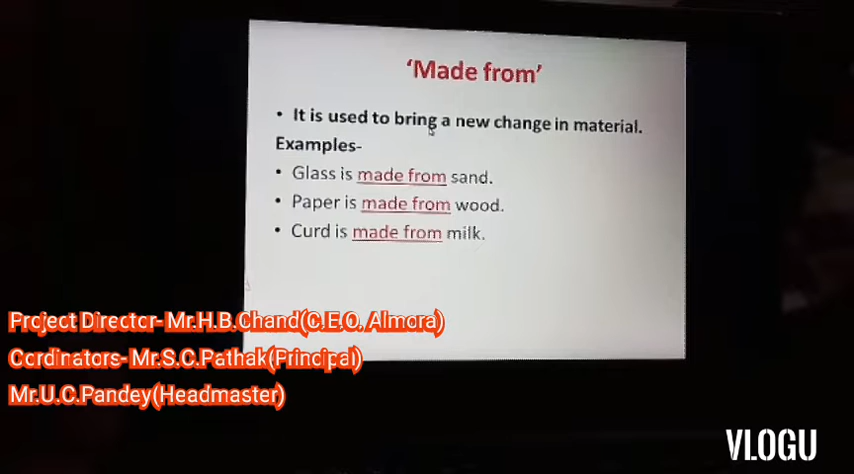 ‘Made from’
• It is used to bring a new change in material.
Examples-
• Glass is made from sand.
• Paper is made from wood.
• Curd is made from milk.
Project Director- Mr.H.B.Chand(C.E.O. Almora)
Cordinators- Mr.S.C.Pathak(Principal)
Mr.U.C.Pandey(Headmaster)
VLOGU